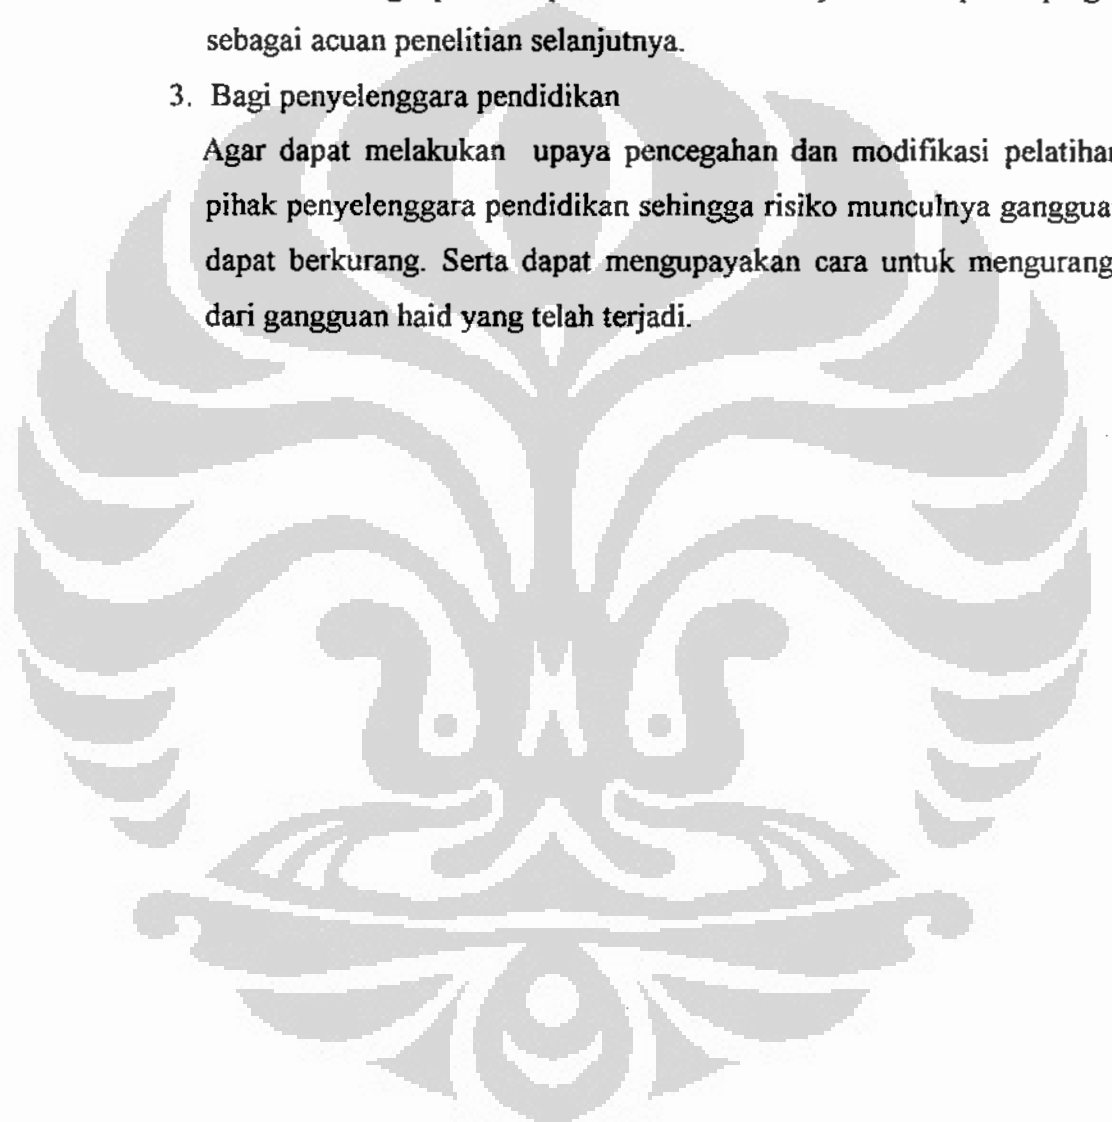 sebagai acuan penelitian selanjutnya.
3. Bagi penyelenggara pendidikan
Agar dapat melakukan upaya pencegahan dan modifikasi pelatihan
pihak penyelenggara pendidikan sehingga risiko munculnya
dapat berkurang. Serta dapat mengupayakan cara untuk
dari gangguan haid yang telah terjadi.